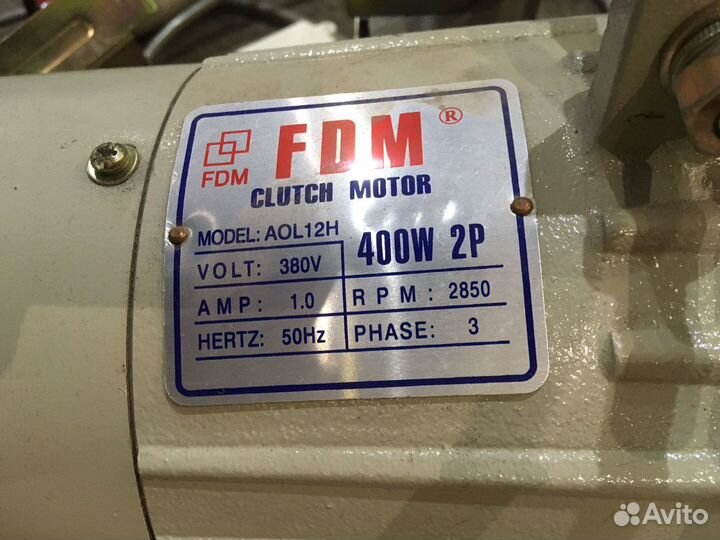 FDM®
FDM
CLUTCH MOTOR
MODEL: AOL12H
400W 2P
VOLT: 380V
AMP: 1.0
RPM: 2850
HERTZ: 50Hz
PHASE: 3
Avito